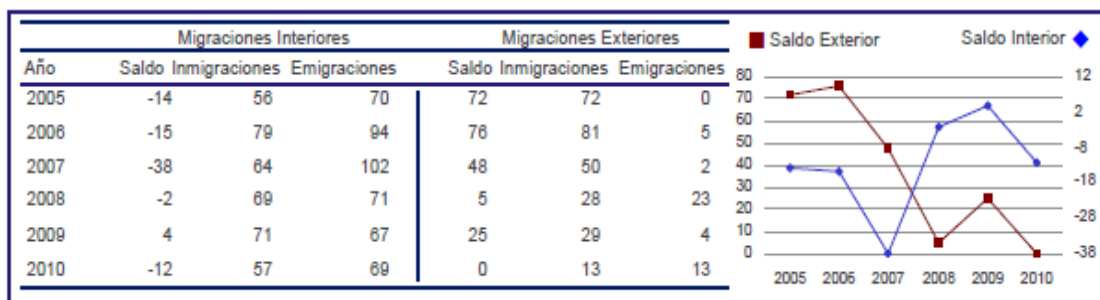 Migraciones Interiores Migraciones Exteriores
Año Saldo Inmigraciones Emigraciones Saldo Inmigraciones Emigraciones
2005 -14 56 70 72 72 0
2006 -15 79 94 76 81 5
2007 -38 64 102 48 50 2
2008 -2 69 71 5 28 23
2009 4 71 67 25 29 4
2010 -12 57 69 0 13 13
Saldo Exterior Saldo Interior
80 12
70
60 2
50 -8
40
30 -18
20 -28
10
0 -38
2005 2006 2007 2008 2009 2010